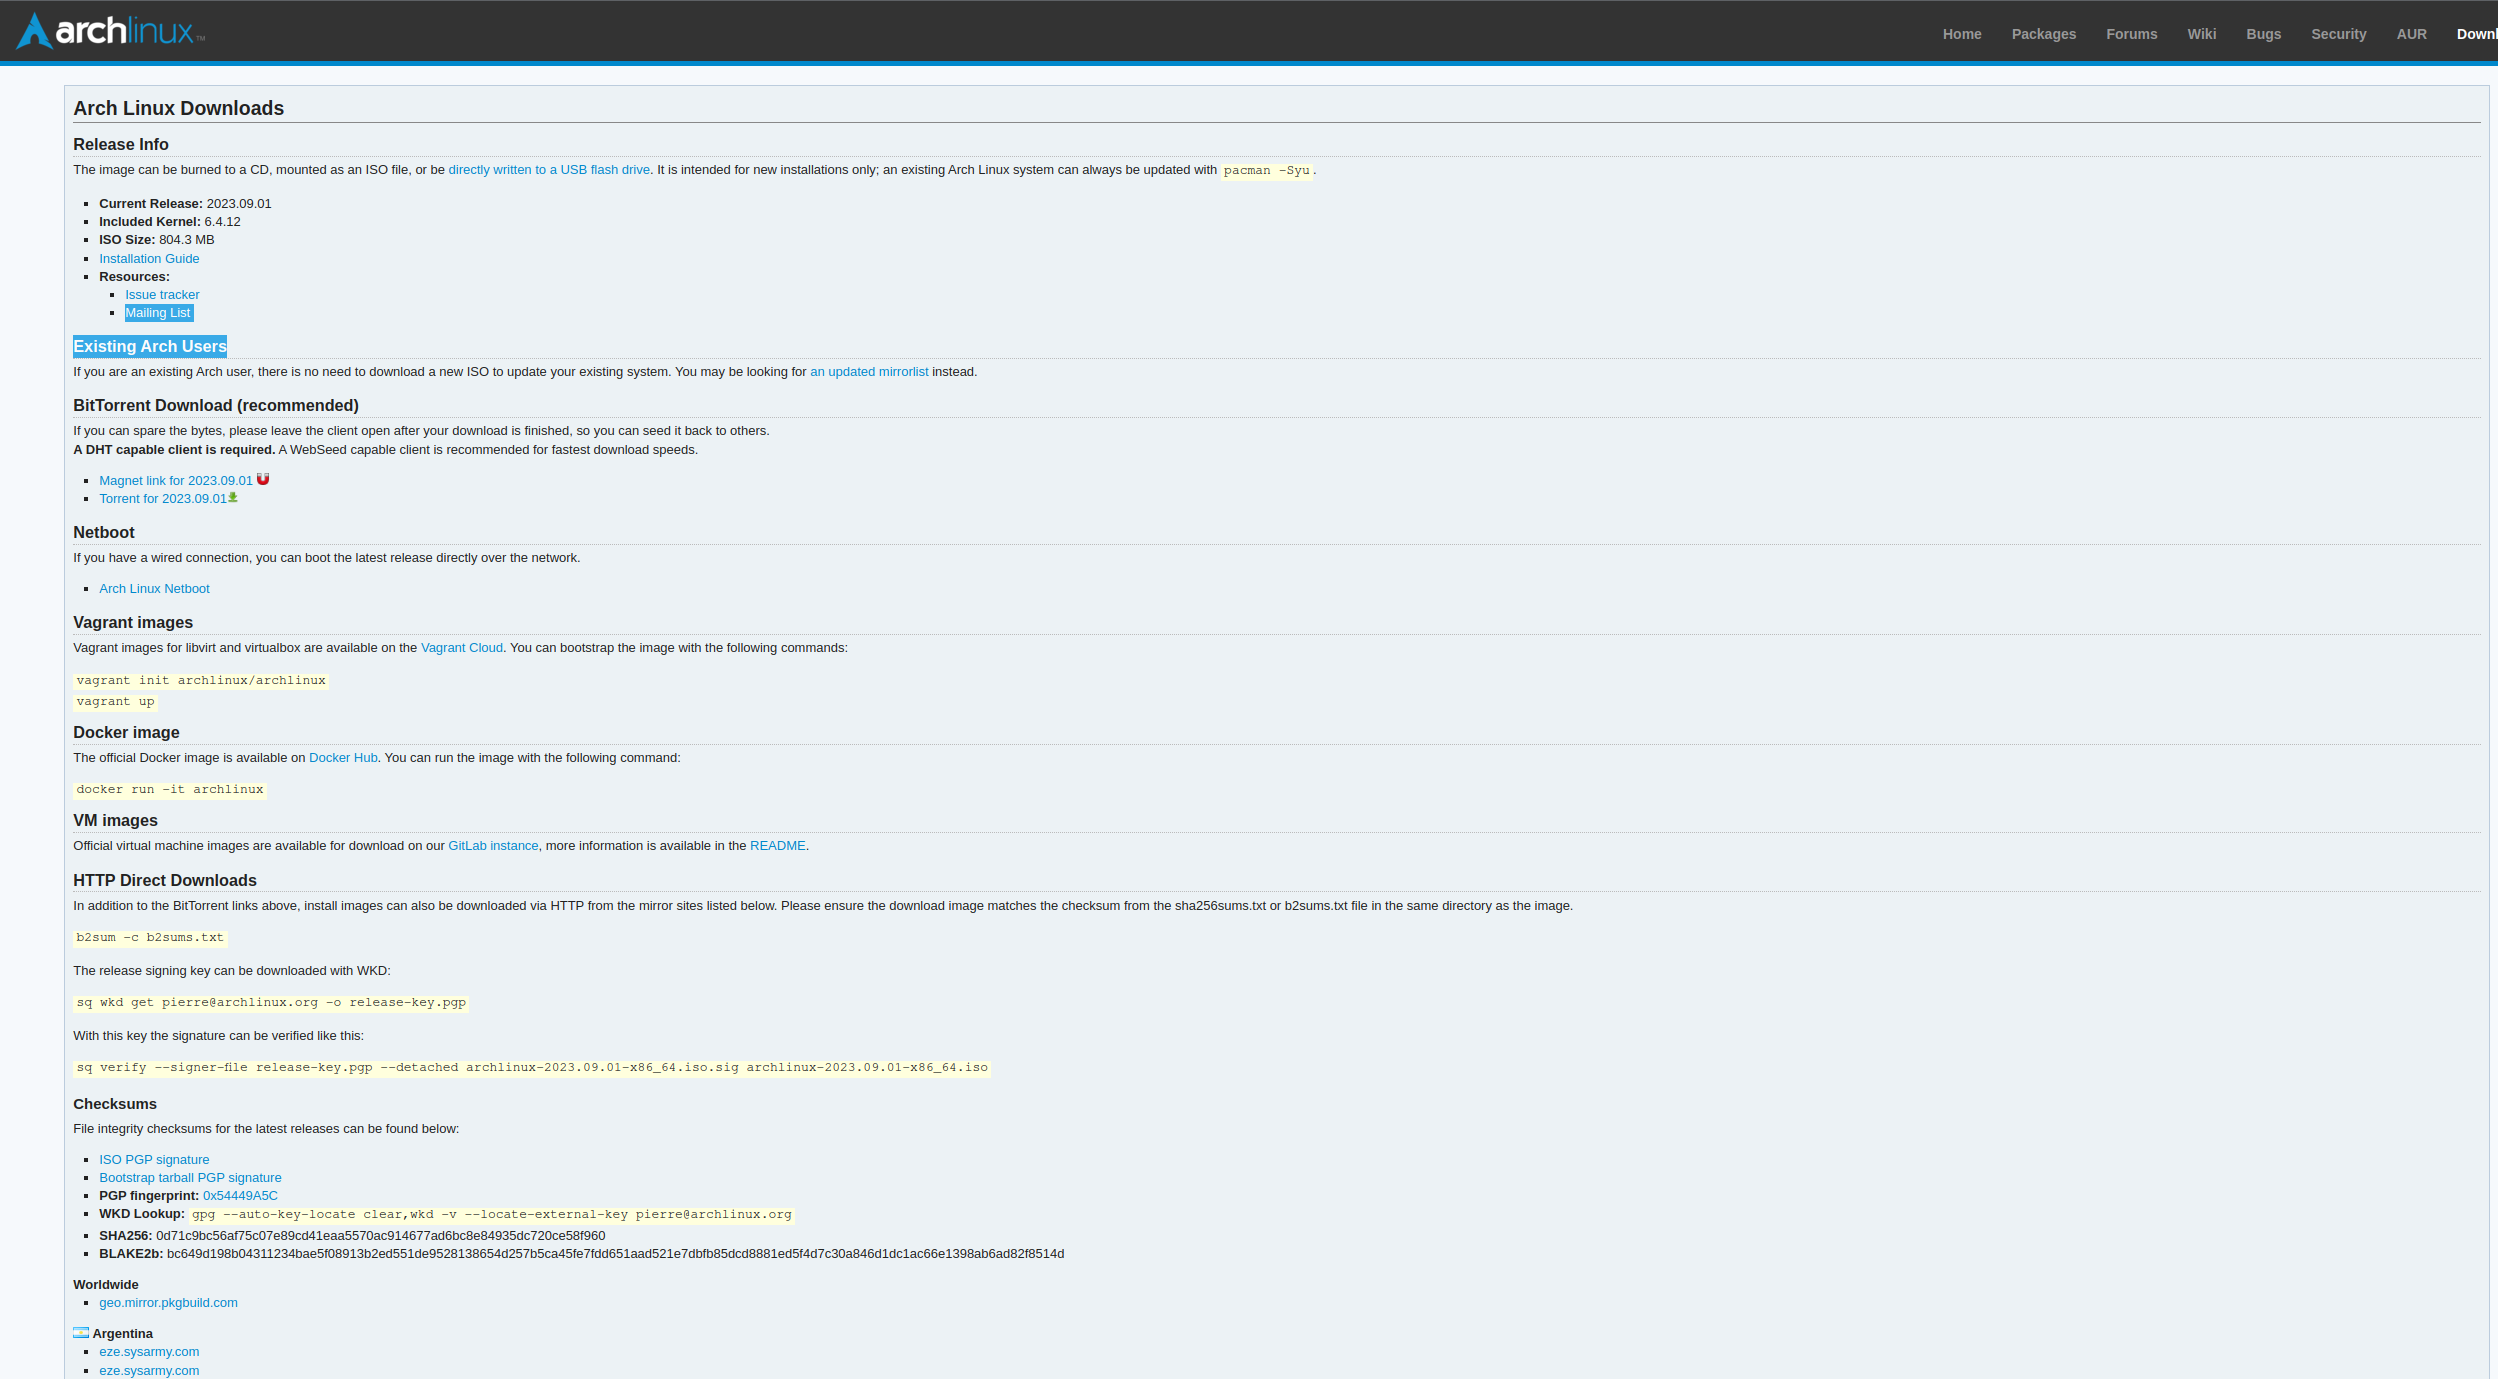 archlinux™
Home Packages Forums Wiki Bugs Security AUR Downl
Arch Linux Downloads
Release Info
The image can be burned to a CD, mounted as an ISO file, or be directly written to a USB flash drive. It is intended for new installations only; an existing Arch Linux system can always be updated with pacman -Syu.
Current Release: 2023.09.01
Included Kernel: 6.4.12
ISO Size: 804.3 MB
Installation Guide
Resources:
Issue tracker
Mailing List
Existing Arch Users
If you are an existing Arch user, there is no need to download a new ISO to update your existing system. You may be looking for an updated mirrorlist instead.
BitTorrent Download (recommended)
If you can spare the bytes, please leave the client open after your download is finished, so you can seed it back to others.
A DHT capable client is required. A WebSeed capable client is recommended for fastest download speeds.
Magnet link for 2023.09.01
Torrent for 2023.09.01
Netboot
If you have a wired connection, you can boot the latest release directly over the network.
Arch Linux Netboot
Vagrant images
Vagrant images for libvirt and virtualbox are available on the Vagrant Cloud. You can bootstrap the image with the following commands:
vagrant init archlinux/archlinux
vagrant up
Docker image
The official Docker image is available on Docker Hub. You can run the image with the following command:
docker run -it archlinux
VM images
Official virtual machine images are available for download on our GitLab instance, more information is available in the README.
HTTP Direct Downloads
In addition to the BitTorrent links above, install images can also be downloaded via HTTP from the mirror sites listed below. Please ensure the download image matches the checksum from the sha256sums.txt or b2sums.txt file in the same directory as the image.
b2sum -c b2sums.txt
The release signing key can be downloaded with WKD:
sq wkd get pierre@archlinux.org -o release-key.pgp
With this key the signature can be verified like this:
sq verify --signer-file release-key.pgp --detached archlinux-2023.09.01-x86_64.iso.sig archlinux-2023.09.01-x86_64.iso
Checksums
File integrity checksums for the latest releases can be found below:
ISO PGP signature
Bootstrap tarball PGP signature
PGP fingerprint: 0x54449A5C
WKD Lookup: gpg --auto-key-locate clear,wkd -v --locate-external-key pierre@archlinux.org
SHA256: 0d71c9bc56af75c07e89cd41eaa5570ac914677ad6bc8e84935dc720ce58f960
BLAKE2b: bc649d198b04311234bae5f08913b2ed551de9528138654d257b5ca45fe7fdd651aad521e7dbfb85dcd8881ed5f4d7c30a846d1dc1ac66e1398ab6ad82f8514d
Worldwide
geo.mirror.pkgbuild.com
Argentina
eze.sysarmy.com
eze.sysarmy.com